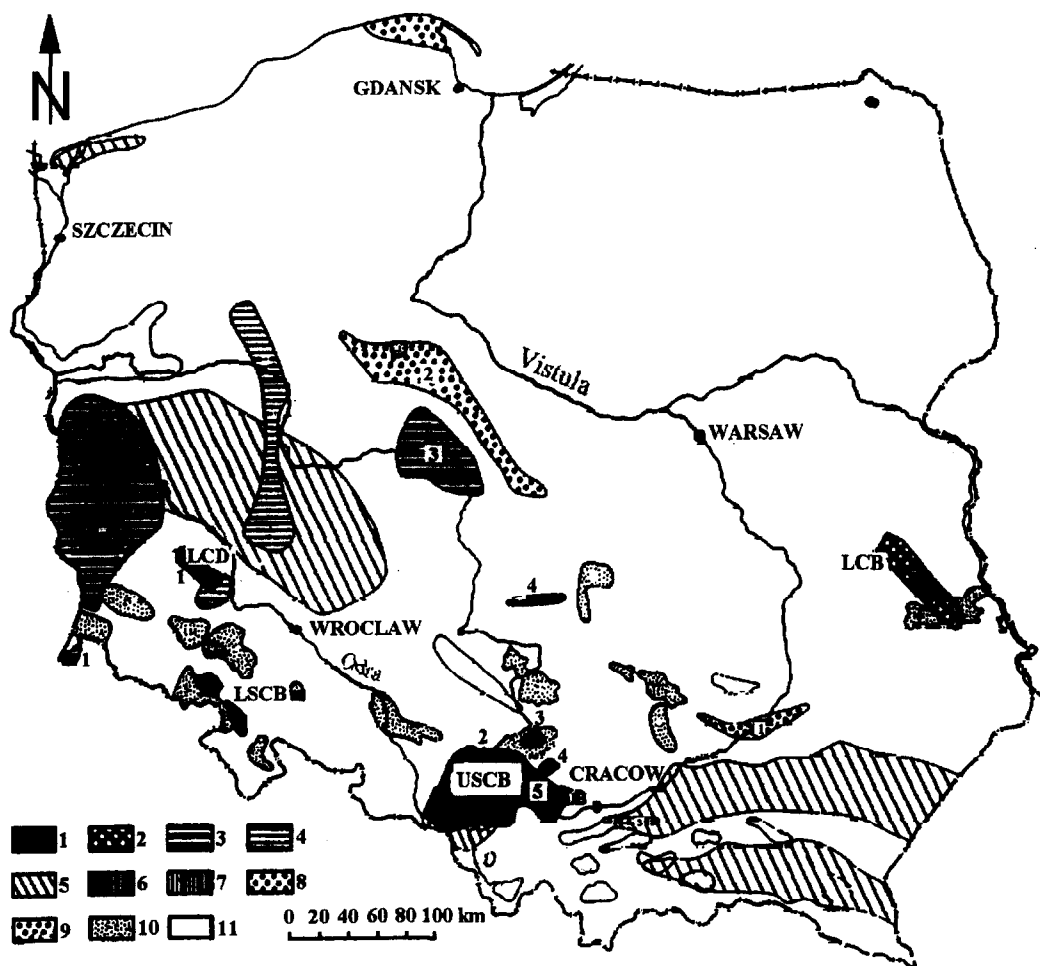 N
GDANSK
SZCZECIN
Vistula
2
WARSAW
3
LCD
1
LCB
4
WROCLAW
1
Odra
LSCB
3
1
2
4
USCB
5
CRACOW
1 2 3 4
5 6 7 8
9 10 11
0 20 40 60 80 100 km